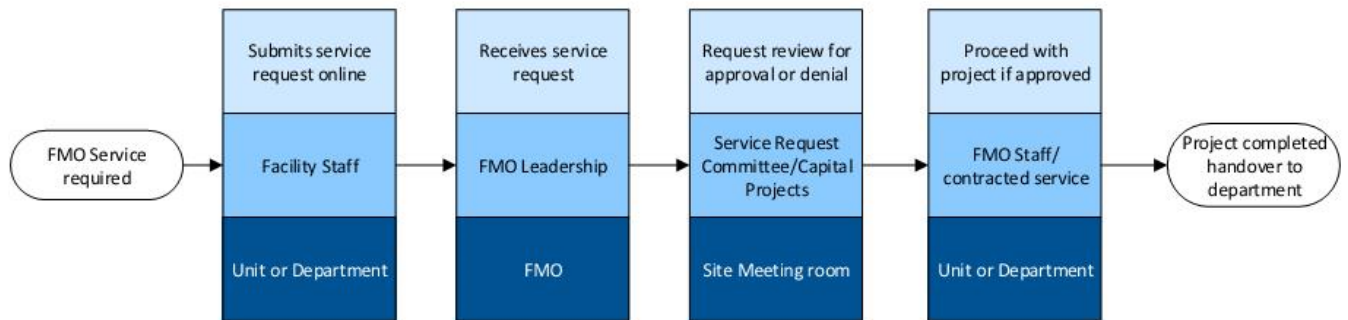 FMO Service
required
Submits service
request online
Facility Staff
Unit or Department
Receives service
request
FMO Leadership
FMO
Request review for
approval or denial
Service Request
Committee/Capital
Projects
Site Meeting room
Proceed with
project if approved
FMO Staff/
contracted service
Unit or Department
Project completed
handover to
department